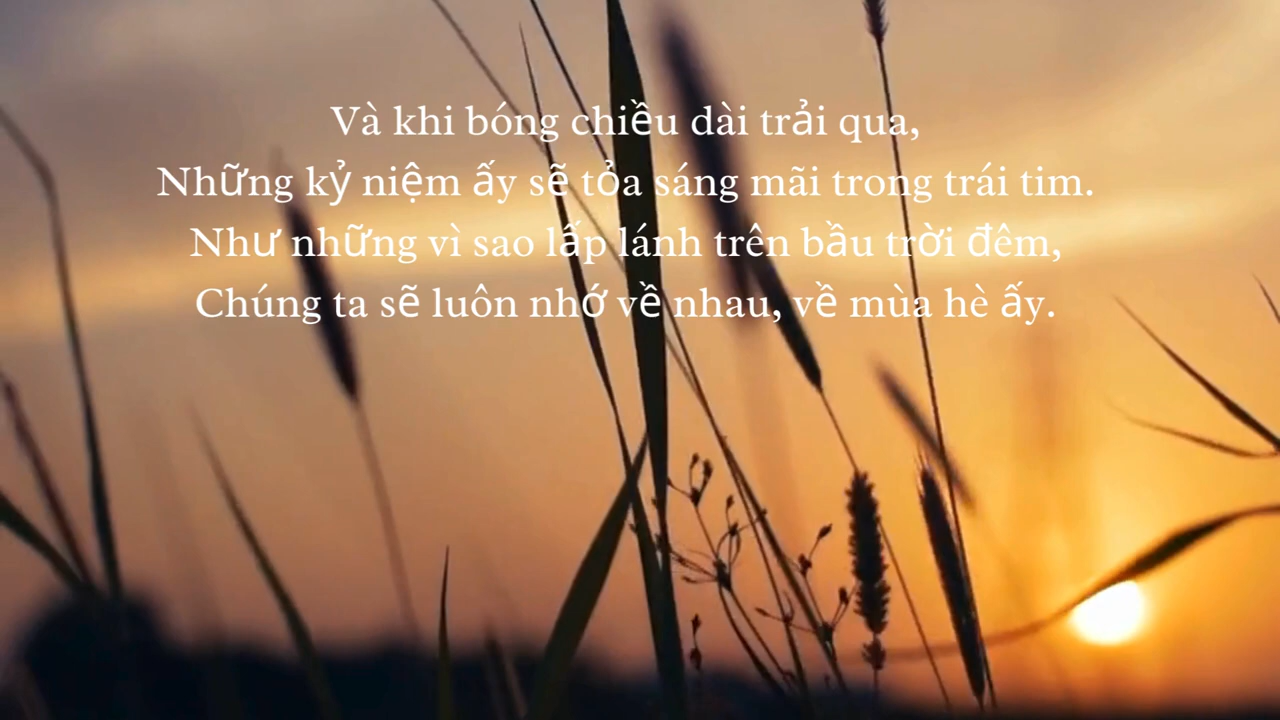 Và khi bóng chiều dài trải qua,
Những kỷ niệm ấy sẽ tỏa sáng mãi trong trái tim.
Như những vì sao lấp lánh trên bầu trời đêm,
Chúng ta sẽ luôn nhớ về nhau, về mùa hè ấy.